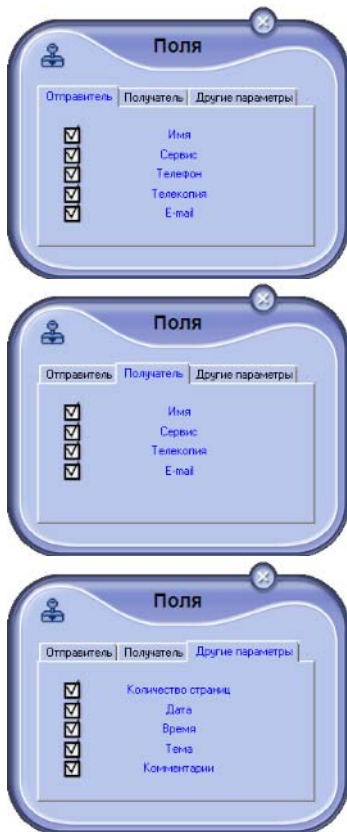 Поля
Отправитель Получатель Другие параметры
Имя
Сервис
Телефон
Телекопия
E-mail
Поля
Отправитель Получатель Другие параметры
Имя
Сервис
Телекопия
E-mail
Поля
Отправитель Получатель Другие параметры
Количество страниц
Дата
Время
Тема
Комментарии